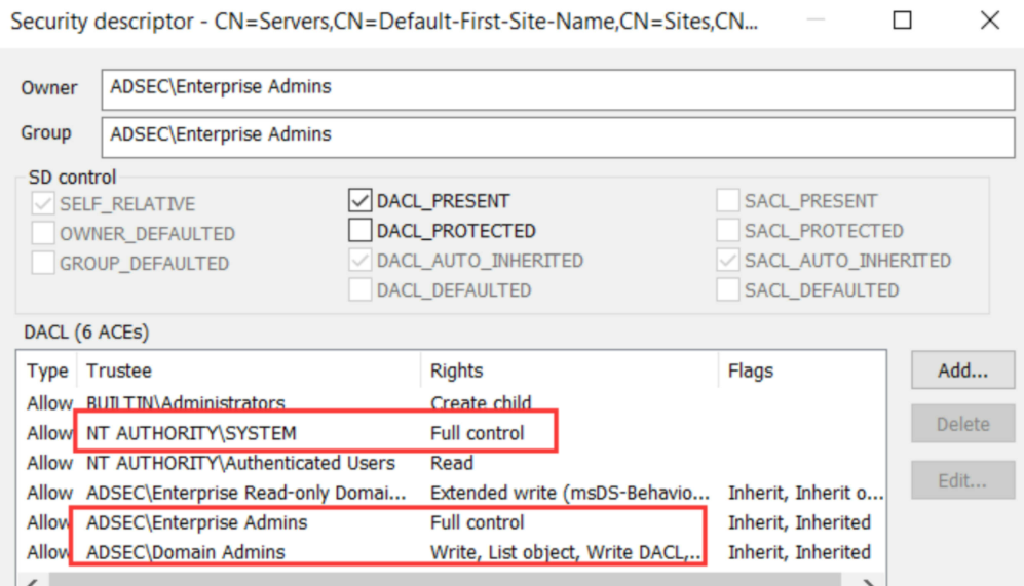 Security descriptor - CN=Servers,CN=Default-First-Site-Name,CN=Sites,CN...
Owner ADSEC\Enterprise Admins
Group ADSEC\Enterprise Admins
SD control
SELF_RELATIVE DACL_PRESENT SACL_PRESENT
OWNER_DEFAULTED DACL_PROTECTED SACL_PROTECTED
GROUP_DEFAULTED DACL_AUTO_INHERITED SACL_AUTO_INHERITED
DACL_DEFAULTED SACL_DEFAULTED
DACL (6 ACEs)
Type Trustee Rights Flags Add...
Allow BUILTIN\Administrators Create child
Allow NT AUTHORITY\SYSTEM Full control Delete
Allow NT AUTHORITY\Authenticated Users Read
Allow ADSEC\Enterprise Read-only Domai... Extended write (msDS-Behavio... Inherit, Inherit o... Edit...
Allow ADSEC\Enterprise Admins Full control Inherit, Inherited
Allow ADSEC\Domain Admins Write, List object, Write DACL,.. Inherit, Inherited